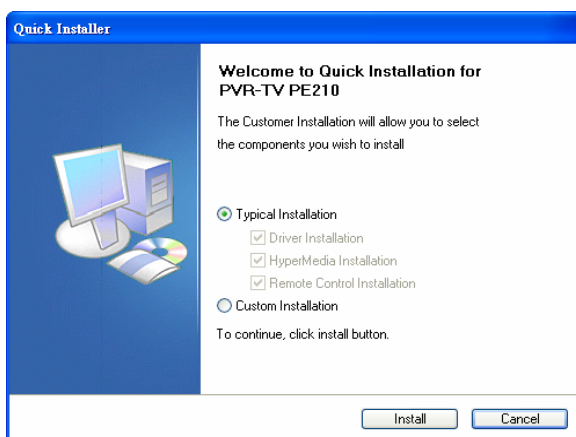 Quick Installer
Welcome to Quick Installation for
PVR-TV PE210
The Customer Installation will allow you to select
the components you wish to install
Typical Installation
Driver Installation
HyperMedia Installation
Remote Control Installation
Custom Installation
To continue, click install button.
Install
Cancel